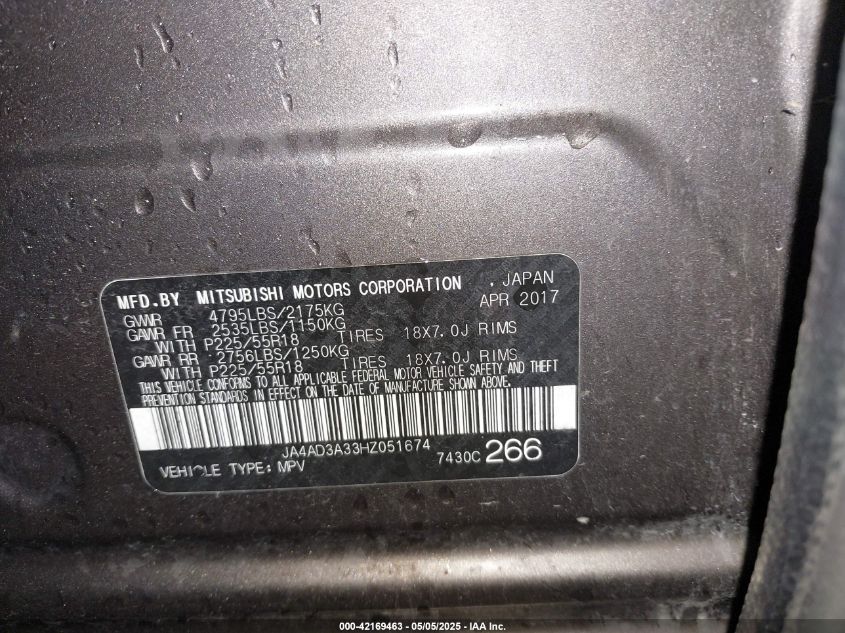 MFD.BY MITSUBISHI MOTORS CORPORATION , JAPAN
GVWR 4795LBS/2175KG APR 2017
GAWR FR 2535LBS/1150KG
WITH P225/55R18 TIRES 18X7.0J RIMS
GAWR RR 2756LBS/1250KG
WITH P225/55R18 TIRES 18X7.0J RIMS
THIS VEHICLE CONFORMS TO ALL APPLICABLE FEDERAL MOTOR VEHICLE SAFETY AND THEFT
PREVENTION STANDARDS IN EFFECT ON THE DATE OF MANUFACTURE SHOWN ABOVE.
JA4AD3A33HZ051674
VEHICLE TYPE: MPV 7430C 266
000-42169463 - 05/05/2025 - IAA Inc.